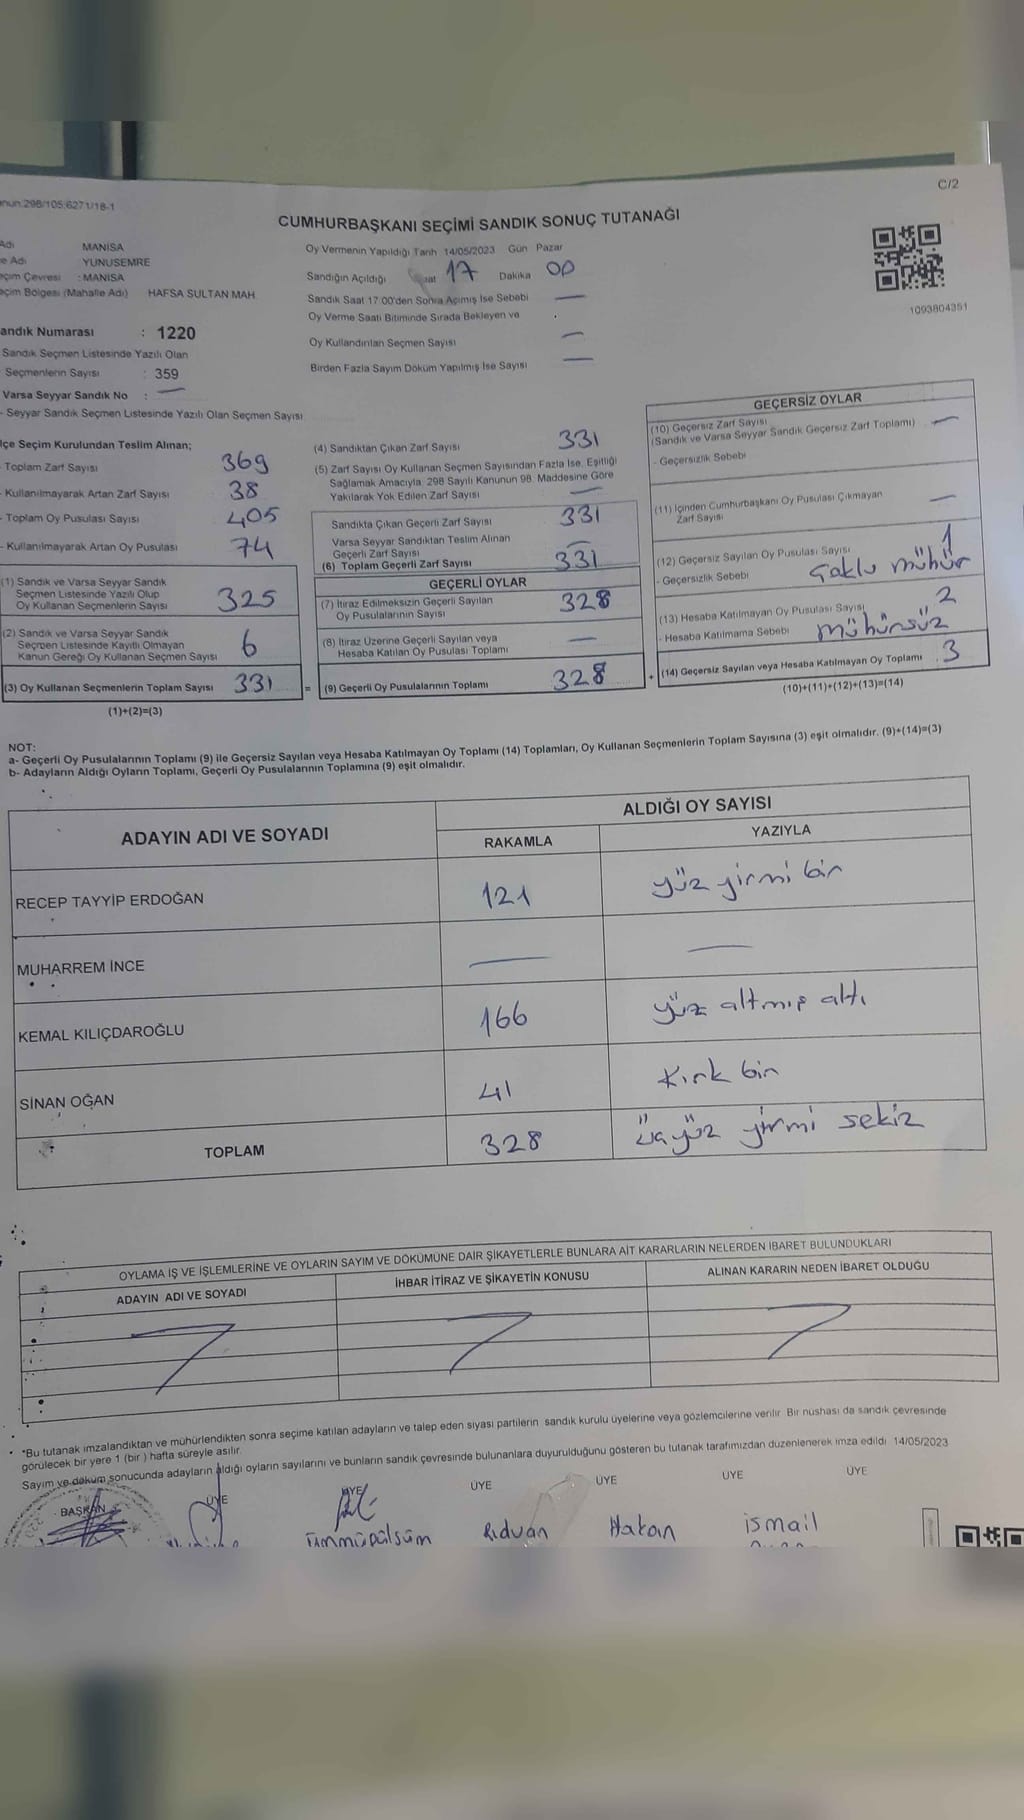 C/2
nun:298/105;6271/18-1
CUMHURBAŞKANI SEÇİMİ SANDIK SONUÇ TUTANAĞI
Adı MANİSA
e Adı YUNUSEMRE
eçim Çevresi : MANİSA
eçim Bölgesi (Mahalle Adı) HAFSA SULTAN MAH
andık Numarası : 1220
Sandık Seçmen Listesinde Yazılı Olan
Seçmenlerin Sayısı : 359
Varsa Seyyar Sandık No : —
- Seyyar Sandık Seçmen Listesinde Yazılı Olan Seçmen Sayısı
Oy Vermenin Yapıldığı Tarih 14/05/2023 Gün Pazar
Sandığın Açıldığı Saat 17 Dakika 00
Sandık Saat 17:00'den Sonra Açımış İse Sebebi —
Oy Verme Saati Bitiminde Sırada Bekleyen ve
Oy Kullandırılan Seçmen Sayısı —
Birden Fazla Sayım Döküm Yapılmış İse Sayısı —
1093804351
lçe Seçim Kurulundan Teslim Alınan;
- Toplam Zarf Sayısı 369
- Kullanılmayarak Artan Zarf Sayısı 38
- Toplam Oy Pusulası Sayısı 405
- Kullanılmayarak Artan Oy Pusulası 74
(1) Sandık ve Varsa Seyyar Sandık
Seçmen Listesinde Yazılı Olup
Oy Kullanan Seçmenlerin Sayısı 325
(2) Sandık ve Varsa Seyyar Sandık
Seçmen Listesinde Kayıtlı Olmayan
Kanun Gereği Oy Kullanan Seçmen Sayısı 6
(3) Oy Kullanan Seçmenlerin Toplam Sayısı 331
(1)+(2)=(3)
(4) Sandıktan Çıkan Zarf Sayısı 331
(5) Zarf Sayısı Oy Kullanan Seçmen Sayısından Fazla İse, Eşitliği
Sağlamak Amacıyla, 298 Sayılı Kanunun 98. Maddesine Göre
Yakılarak Yok Edilen Zarf Sayısı —
Sandıkta Çıkan Geçerli Zarf Sayısı 331
Varsa Seyyar Sandıktan Teslim Alınan
Geçerli Zarf Sayısı —
(6) Toplam Geçerli Zarf Sayısı 331
GEÇERLİ OYLAR
(7) İtiraz Edilmeksizin Geçerli Sayılan
Oy Pusulalarının Sayısı 328
(8) İtiraz Üzerine Geçerli Sayılan veya
Hesaba Katılan Oy Pusulası Toplamı —
= (9) Geçerli Oy Pusulalarının Toplamı 328
GEÇERSİZ OYLAR
(10) Geçersiz Zarf Sayısı —
(Sandık ve Varsa Seyyar Sandık Geçersiz Zarf Toplamı)
- Geçersizlik Sebebi
(11) İçinden Cumhurbaşkanı Oy Pusulası Çıkmayan —
Zarf Sayısı
(12) Geçersiz Sayılan Oy Pusulası Sayısı 1
- Geçersizlik Sebebi Çoklu mühür
(13) Hesaba Katılmayan Oy Pusulası Sayısı 2
- Hesaba Katılmama Sebebi mühürsüz
+ (14) Geçersiz Sayılan veya Hesaba Katılmayan Oy Toplamı 3
(10)+(11)+(12)+(13)=(14)
NOT:
a- Geçerli Oy Pusulalarının Toplamı (9) ile Geçersiz Sayılan veya Hesaba Katılmayan Oy Toplamı (14) Toplamları, Oy Kullanan Seçmenlerin Toplam Sayısına (3) eşit olmalıdır. (9)+(14)=(3)
b- Adayların Aldığı Oyların Toplamı, Geçerli Oy Pusulalarının Toplamına (9) eşit olmalıdır.
ADAYIN ADI VE SOYADI
ALDIĞI OY SAYISI
RAKAMLA YAZIYLA
RECEP TAYYİP ERDOĞAN 121 yüz yirmi bir
MUHARREM İNCE — —
KEMAL KILIÇDAROĞLU 166 yüz altmış altı
SİNAN OĞAN 41 Kırk bir
TOPLAM 328 üçyüz yirmi sekiz
OYLAMA İŞ VE İŞLEMLERİNE VE OYLARIN SAYIM VE DÖKÜMÜNE DAİR ŞİKAYETLERLE BUNLARA AİT KARARLARIN NELERDEN İBARET BULUNDUKLARI
ADAYIN ADI VE SOYADI İHBAR İTİRAZ VE ŞİKAYETİN KONUSU ALINAN KARARIN NEDEN İBARET OLDUĞU
*Bu tutanak imzalandıktan ve mühürlendikten sonra seçime katılan adayların ve talep eden siyasi partilerin sandık kurulu üyelerine veya gözlemcilerine verilir. Bir nushası da sandık çevresinde
görülecek bir yere 1 (bir) hafta süreyle asılır.
Sayım ve döküm sonucunda adayların aldığı oyların sayılarını ve bunların sandık çevresinde bulunanlara duyurulduğunu gösteren bu tutanak tarafımızdan düzenlenerek imza edildi. 14/05/2023
BAŞKAN ÜYE ÜYE ÜYE ÜYE ÜYE ÜYE
Ümmügülsüm Rıdvan Hakan ismail